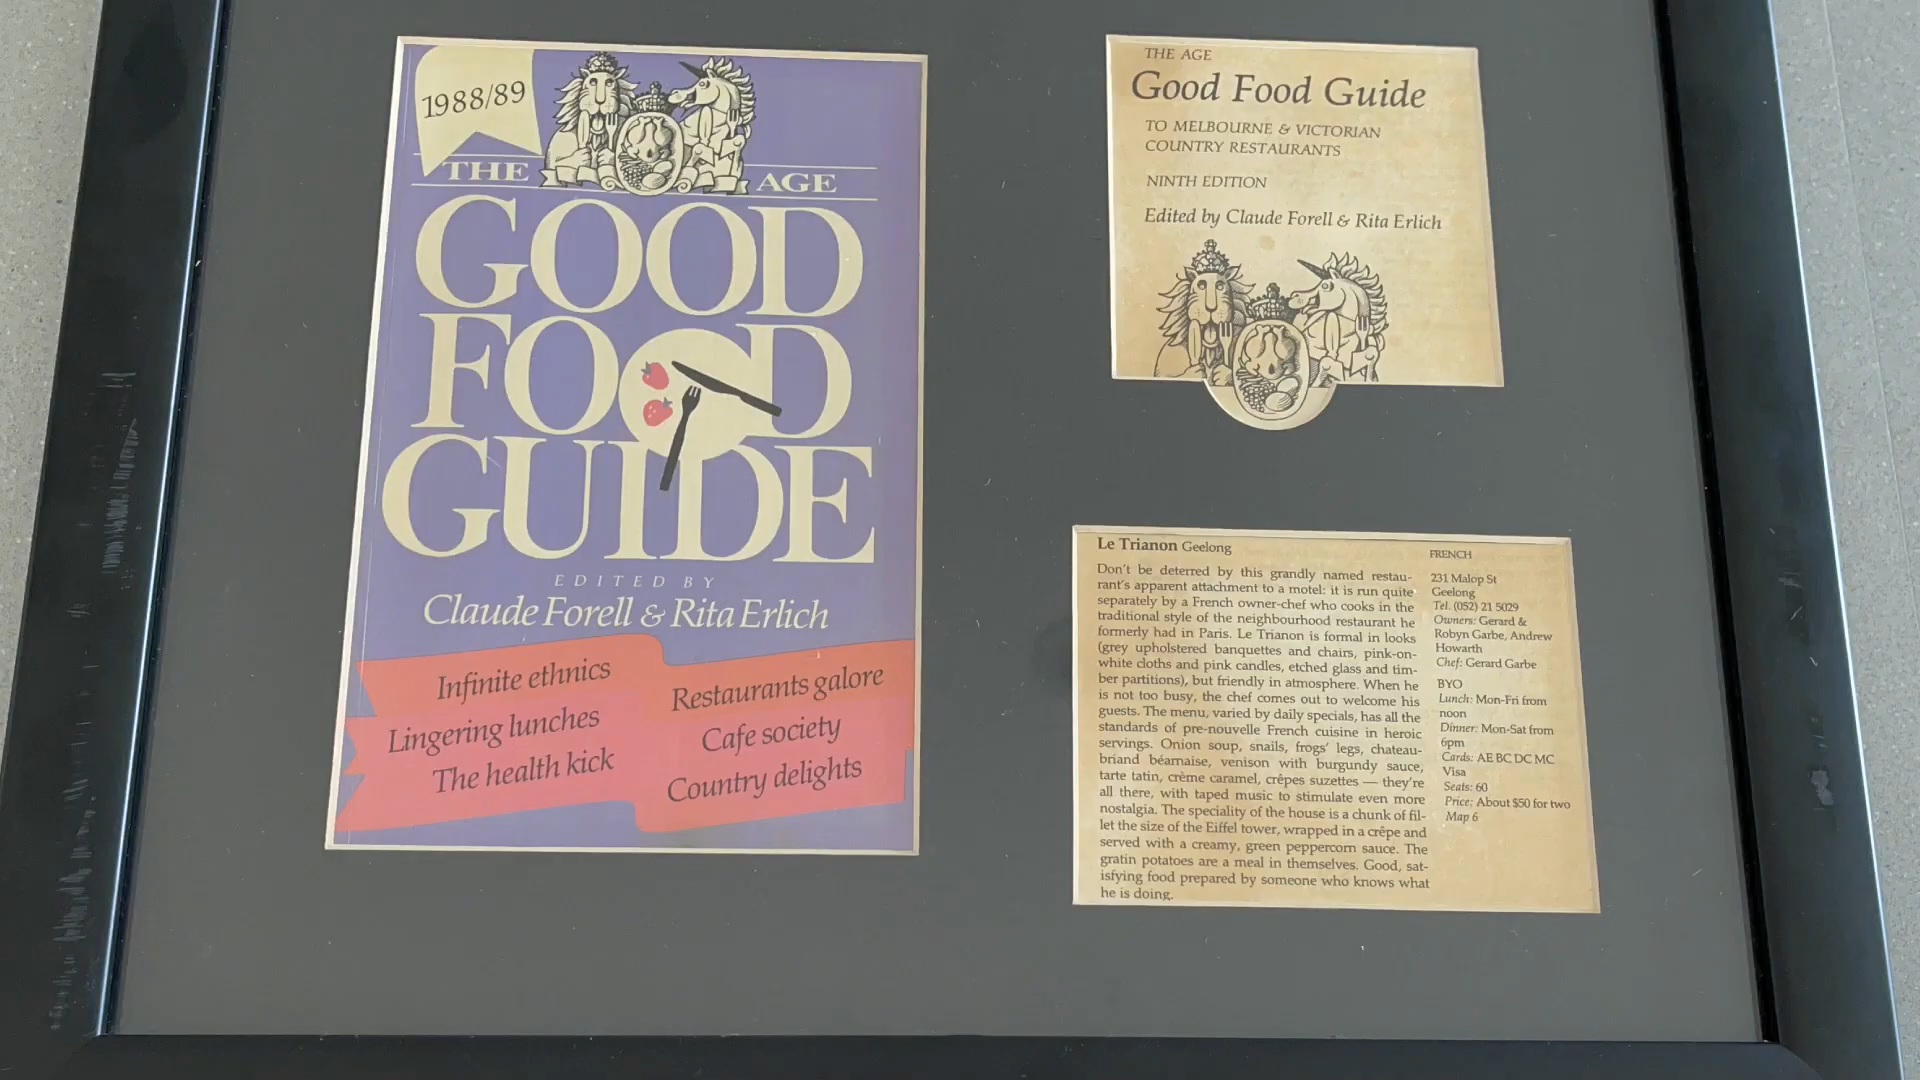 1988/89
THE AGE
GOOD
FOOD
GUIDE
EDITED BY
Claude Forell & Rita Erlich
Infinite ethnics
Lingering lunches
The health kick
Restaurants galore
Cafe society
Country delights
THE AGE
Good Food Guide
TO MELBOURNE & VICTORIAN
COUNTRY RESTAURANTS
NINTH EDITION
Edited by Claude Forell & Rita Erlich
Le Trianon Geelong
Don't be deterred by this grandly named restau-
rant's apparent attachment to a motel: it is run quite
separately by a French owner-chef who cooks in the
traditional style of the neighbourhood restaurant he
formerly had in Paris. Le Trianon is formal in looks
(grey upholstered banquettes and chairs, pink-on-
white cloths and pink candles, etched glass and tim-
ber partitions), but friendly in atmosphere. When he
is not too busy, the chef comes out to welcome his
guests. The menu, varied by daily specials, has all the
standards of pre-nouvelle French cuisine in heroic
servings. Onion soup, snails, frogs' legs, chateau-
briand béarnaise, venison with burgundy sauce,
tarte tatin, crème caramel, crêpes suzettes — they're
all there, with taped music to stimulate even more
nostalgia. The speciality of the house is a chunk of fil-
let the size of the Eiffel tower, wrapped in a crêpe and
served with a creamy, green peppercorn sauce. The
gratin potatoes are a meal in themselves. Good, sat-
isfying food prepared by someone who knows what
he is doing.
FRENCH
231 Malop St
Geelong
Tel. (052) 21 5029
Owners: Gerard &
Robyn Garbe, Andrew
Howarth
Chef: Gerard Garbe
BYO
Lunch: Mon-Fri from
noon
Dinner: Mon-Sat from
6pm
Cards: AE BC DC MC
Visa
Seats: 60
Price: About $50 for two
Map 6